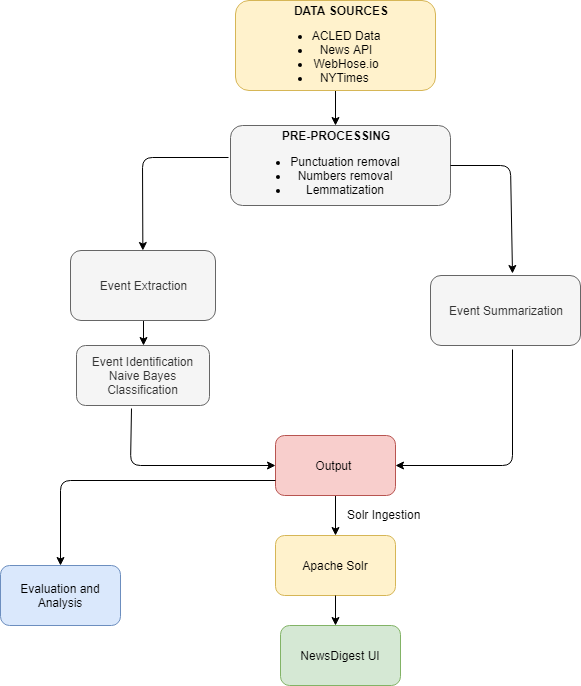 DATA SOURCES
• ACLED Data
• News API
• WebHose.io
• NYTimes
PRE-PROCESSING
• Punctuation removal
• Numbers removal
• Lemmatization
Event Extraction
Event Summarization
Event Identification
Naive Bayes
Classification
Output
Solr Ingestion
Apache Solr
Evaluation and
Analysis
NewsDigest UI